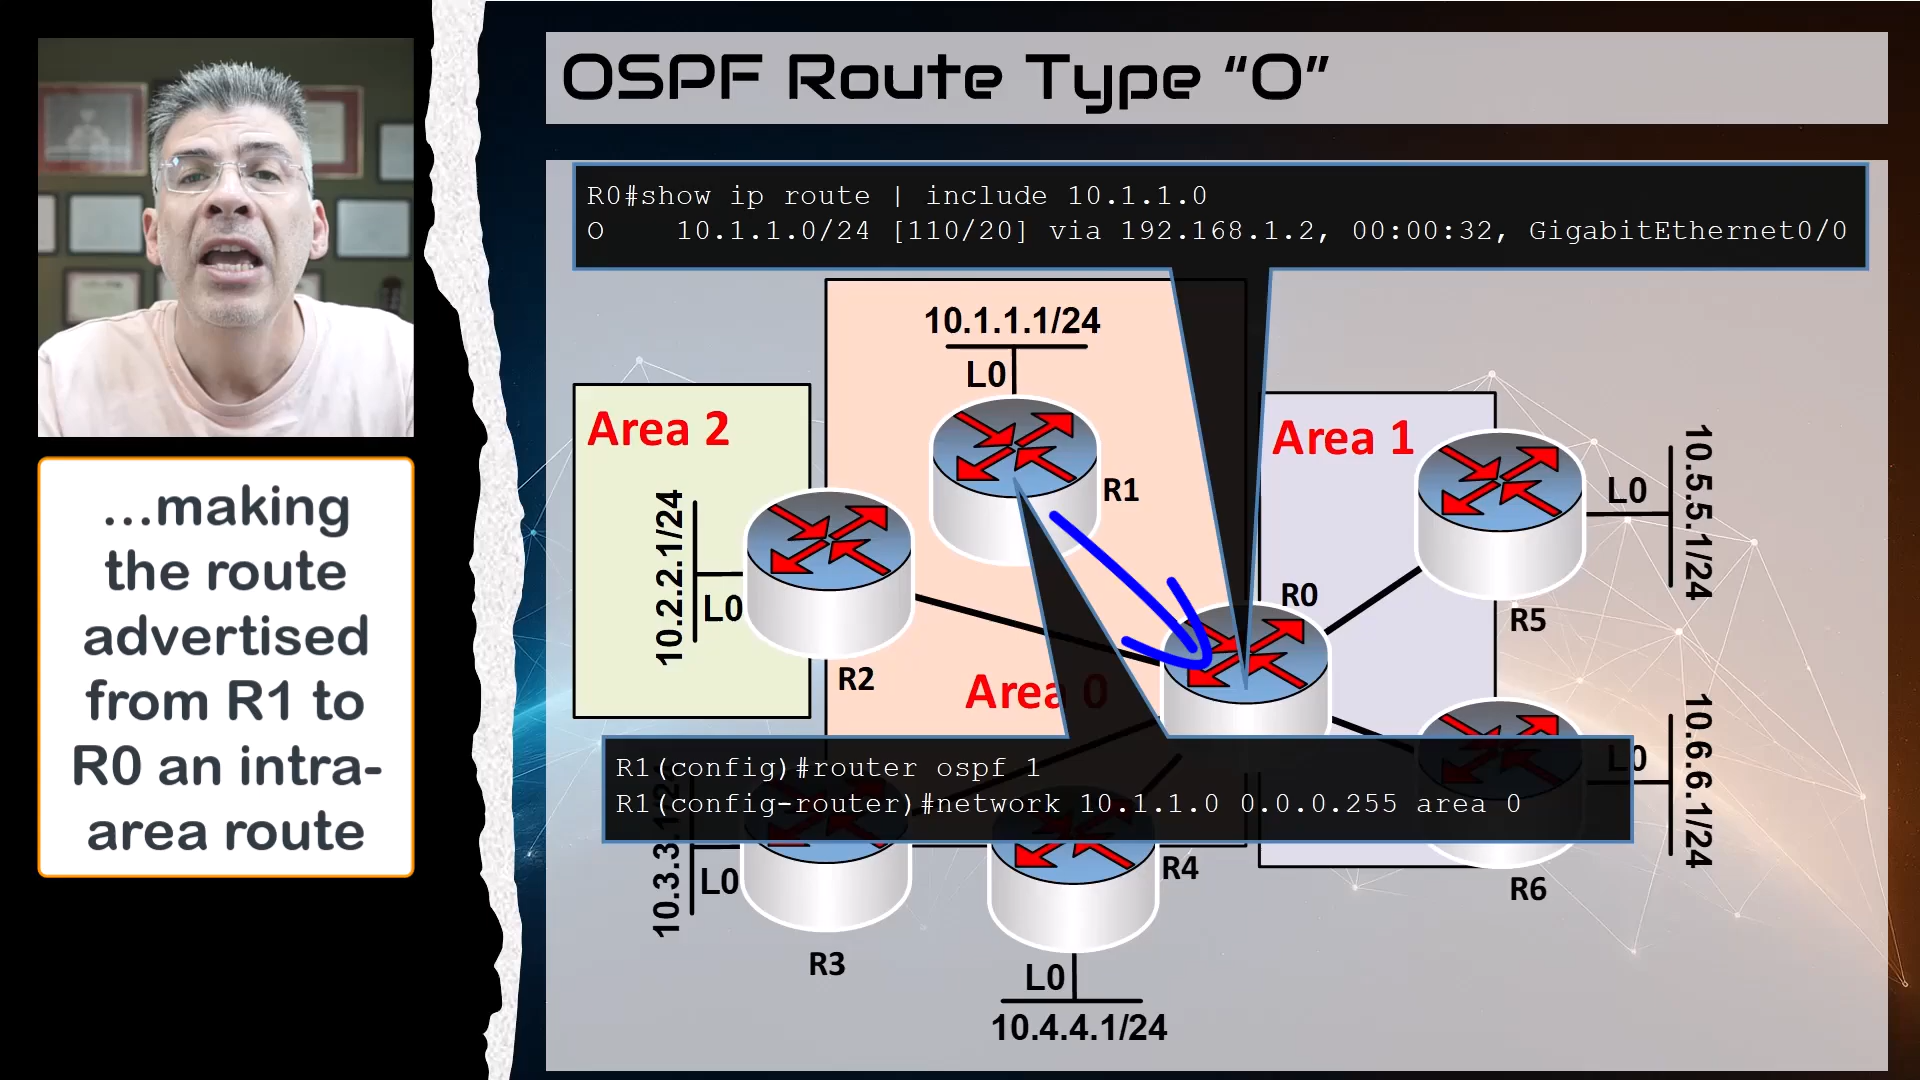 OSPF Route Type “O”
R0#show ip route | include 10.1.1.0
O 10.1.1.0/24 [110/20] via 192.168.1.2, 00:00:32, GigabitEthernet0/0
10.1.1.1/24
L0
R1
Area 2
10.2.2.1/24
L0
R2
Area 0
R0
Area 1
L0
10.5.5.1/24
R5
R1(config)#router ospf 1
R1(config-router)#network 10.1.1.0 0.0.0.255 area 0
L0
10.6.6.1/24
R6
L0
R3
R4
L0
10.4.4.1/24
...making
the route
advertised
from R1 to
R0 an intra-
area route